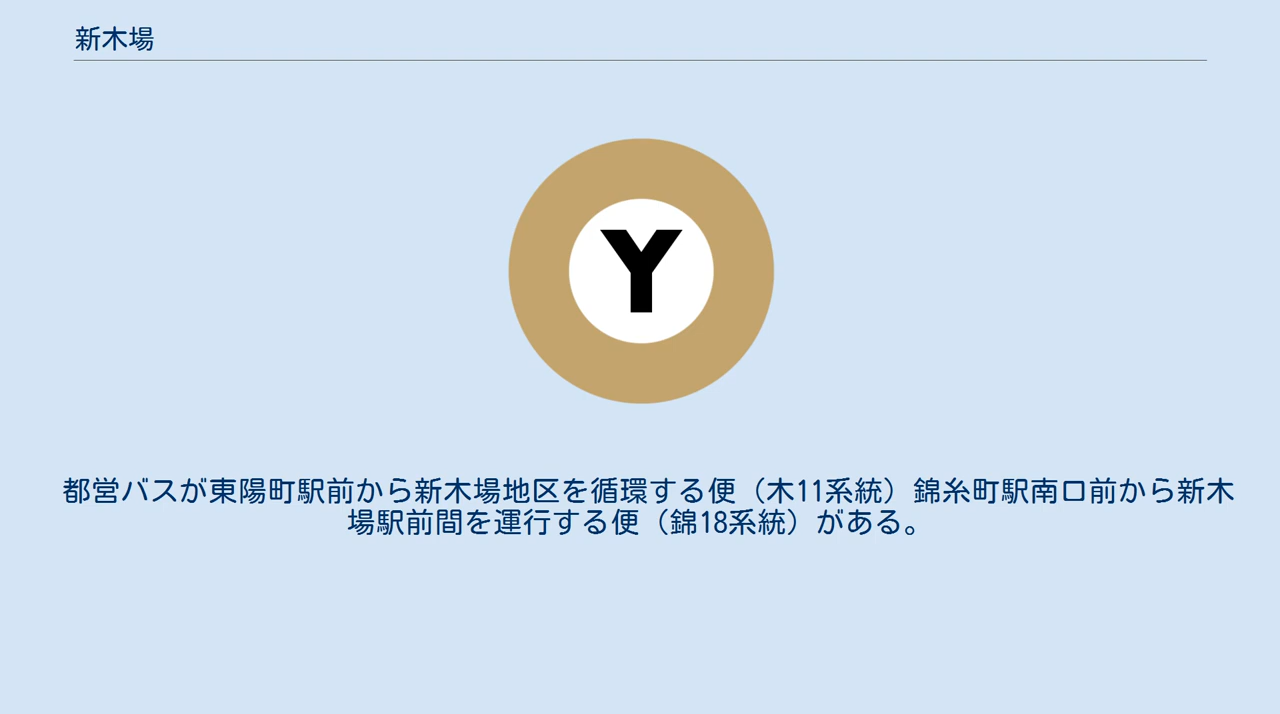 新木場
Y
都営バスが東陽町駅前から新木場地区を循環する便（木11系統）錦糸町駅南口前から新木
場駅前間を運行する便（錦18系統）がある。